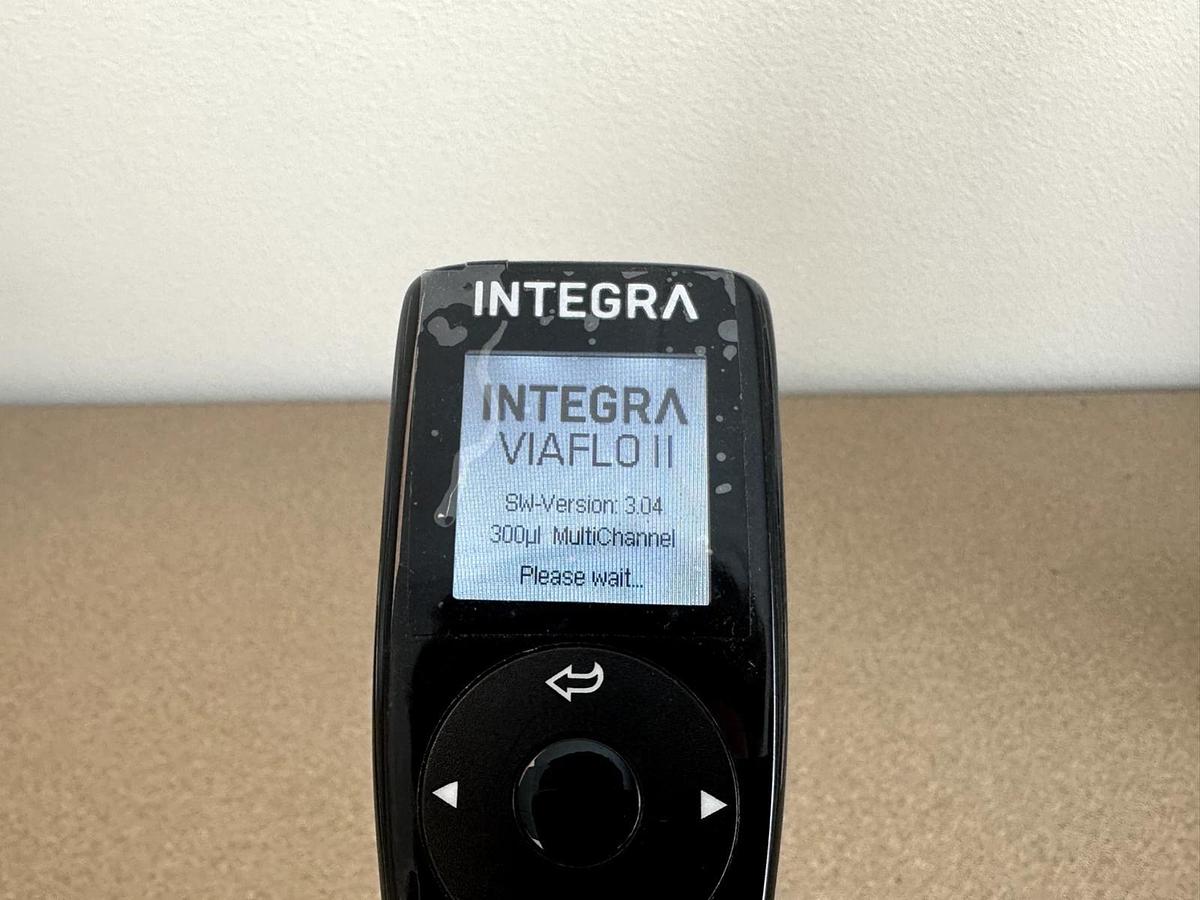 INTEGRA
INTEGRA
VIAFLO II
SW-Version: 3.04
300µl MultiChannel
Please wait...